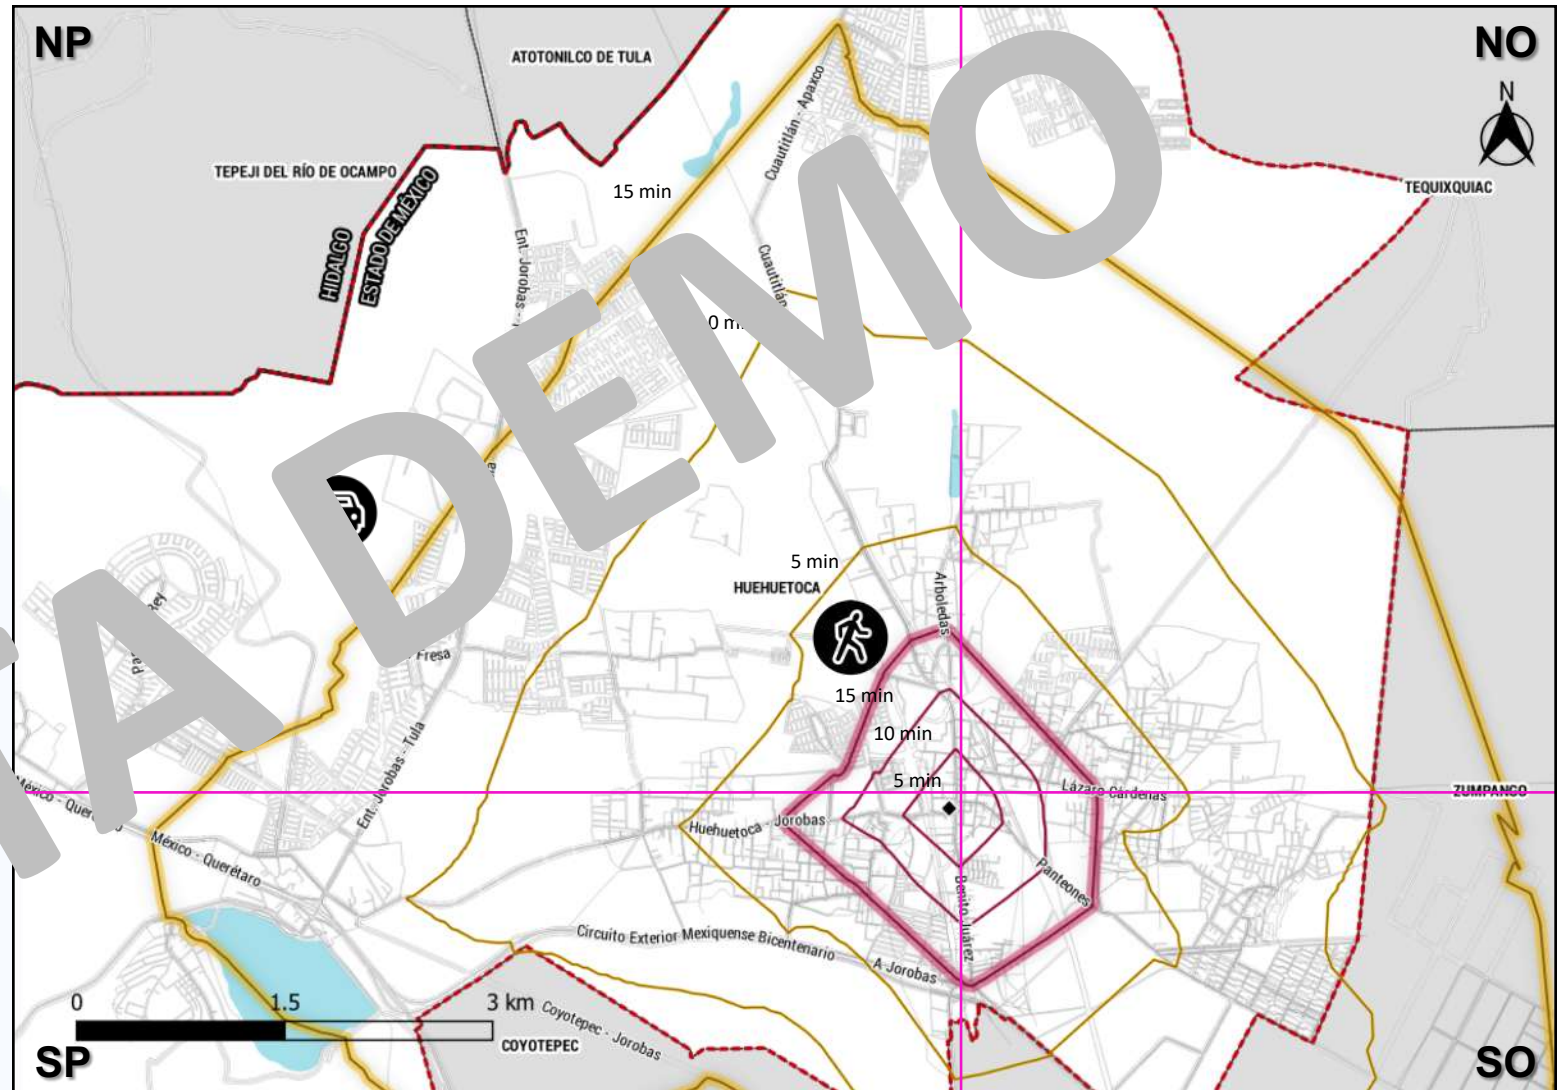 NP
NO
ATOTONILCO DE TULA
N
TEPEJI DEL RÍO DE OCAMPO
TEQUIXQUIAC
15 min
Cuautitlán - Apaxco
HIDALGO
ESTADO DE MÉXICO
Ent. Jorobas -
Cuautitlán
DEMO
5 min
HUEHUETOCA
Arboledas
Fresa
15 min
10 min
5 min
Lázaro Cárdenas
ZUMPANGO
México - Querétaro
Ent. Jorobas - Tula
Huehuetoca - Jorobas
México - Querétaro
Panteones
Benito Juárez
Circuito Exterior Mexiquense Bicentenario
A Jorobas
0 1.5 3 km
Coyotepec - Jorobas
COYOTEPEC
SP
SO